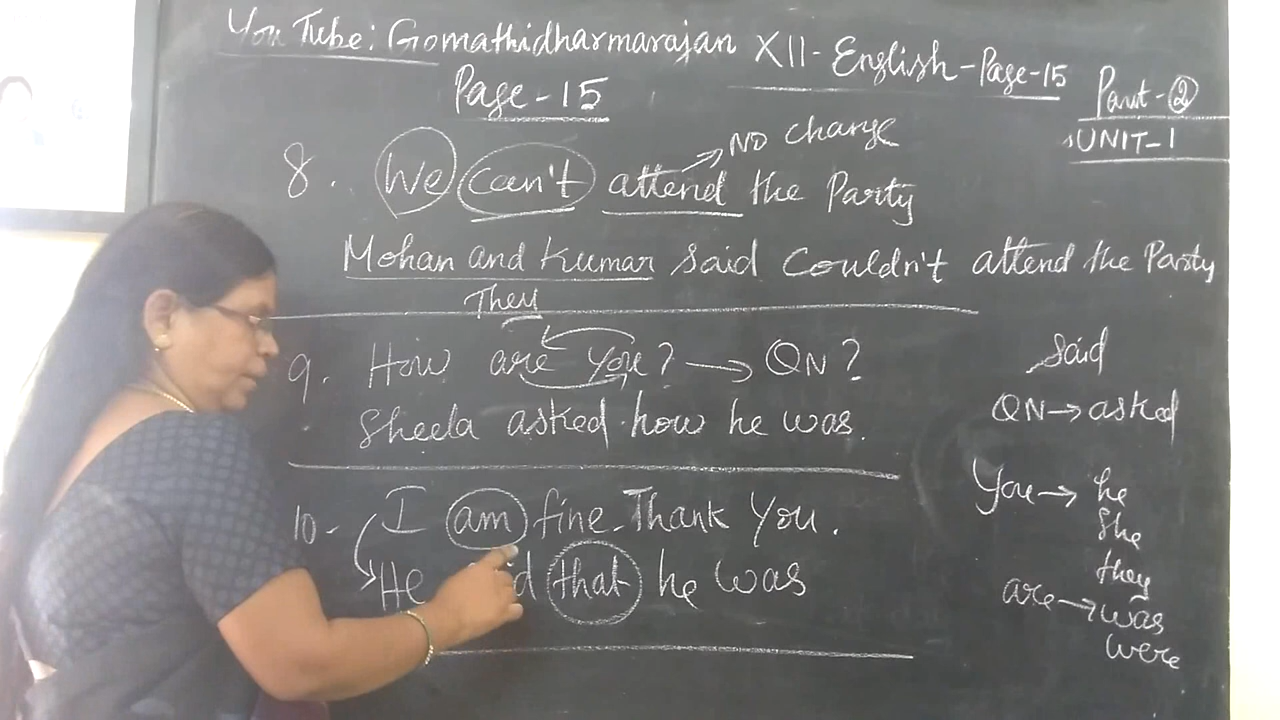 YouTube: Gomathidharmarajan XII-English-Page-15
Page-15
Part-2
UNIT-1
No change
8. We can't attend the Party
Mohan and Kumar said couldn't attend the Party
They
9. How are you? → QN?
Sheela asked how he was.
said
QN → asked
You → he
She
they
are → was
were
10- I am fine. Thank You.
He that he was